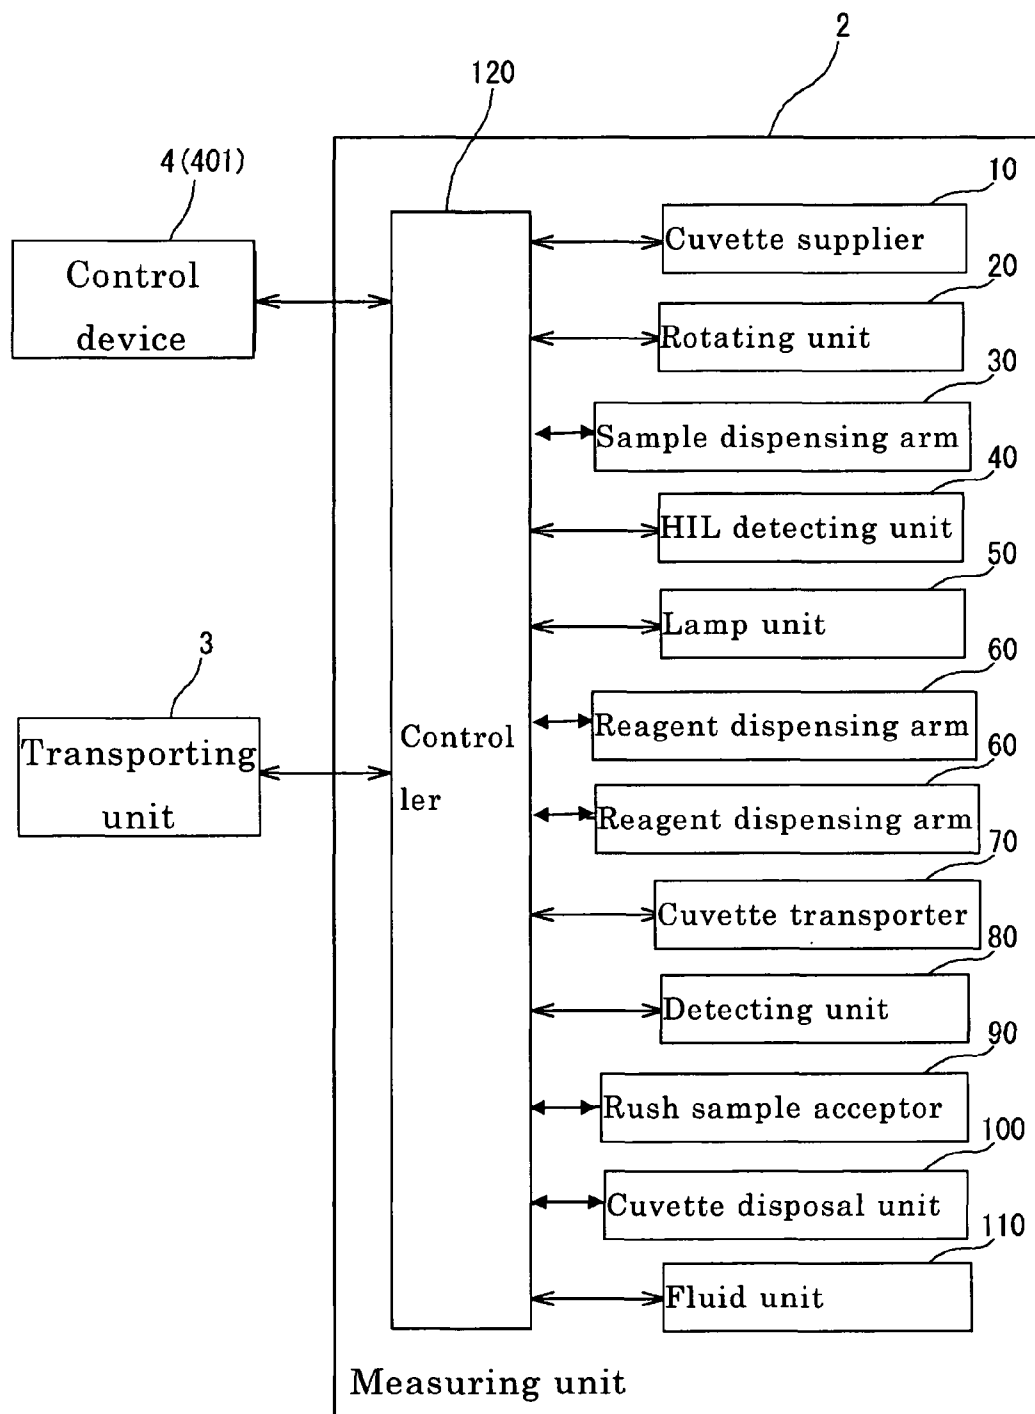 2
120
4(401)
Control
device
10
Cuvette supplier
20
Rotating unit
30
Sample dispensing arm
40
HIL detecting unit
50
Lamp unit
3
Transporting
unit
Control
ler
60
Reagent dispensing arm
60
Reagent dispensing arm
70
Cuvette transporter
80
Detecting unit
90
Rush sample acceptor
100
Cuvette disposal unit
110
Fluid unit
Measuring unit